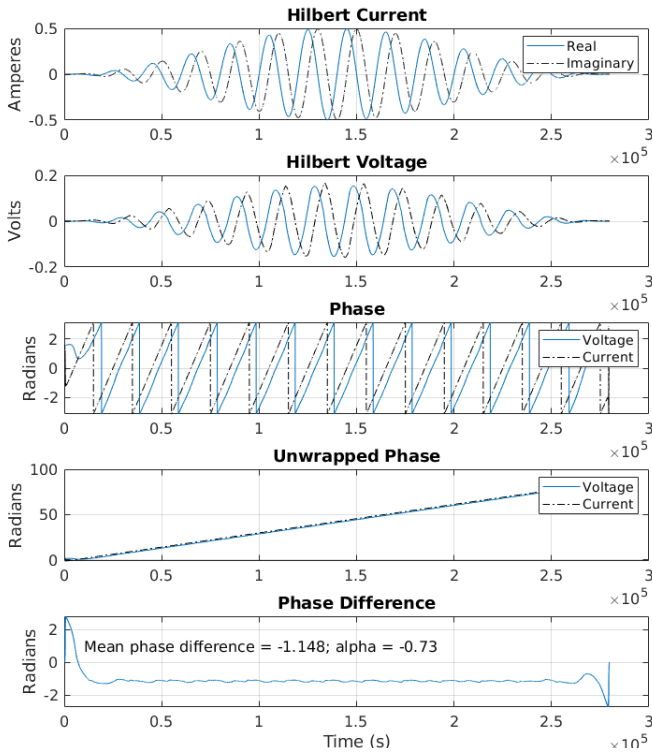 Hilbert Current
Amperes
0.5
0
-0.5
Real
Imaginary
0 0.5 1 1.5 2 2.5 3
×10^5
Hilbert Voltage
Volts
0.2
0
-0.2
0 0.5 1 1.5 2 2.5 3
×10^5
Phase
Radians
2
0
-2
Voltage
Current
0 0.5 1 1.5 2 2.5 3
×10^5
Unwrapped Phase
Radians
100
50
0
Voltage
Current
0 0.5 1 1.5 2 2.5 3
×10^5
Phase Difference
Radians
2
0
-2
Mean phase difference = -1.148; alpha = -0.73
0 0.5 1 1.5 2 2.5 3
Time (s)
×10^5